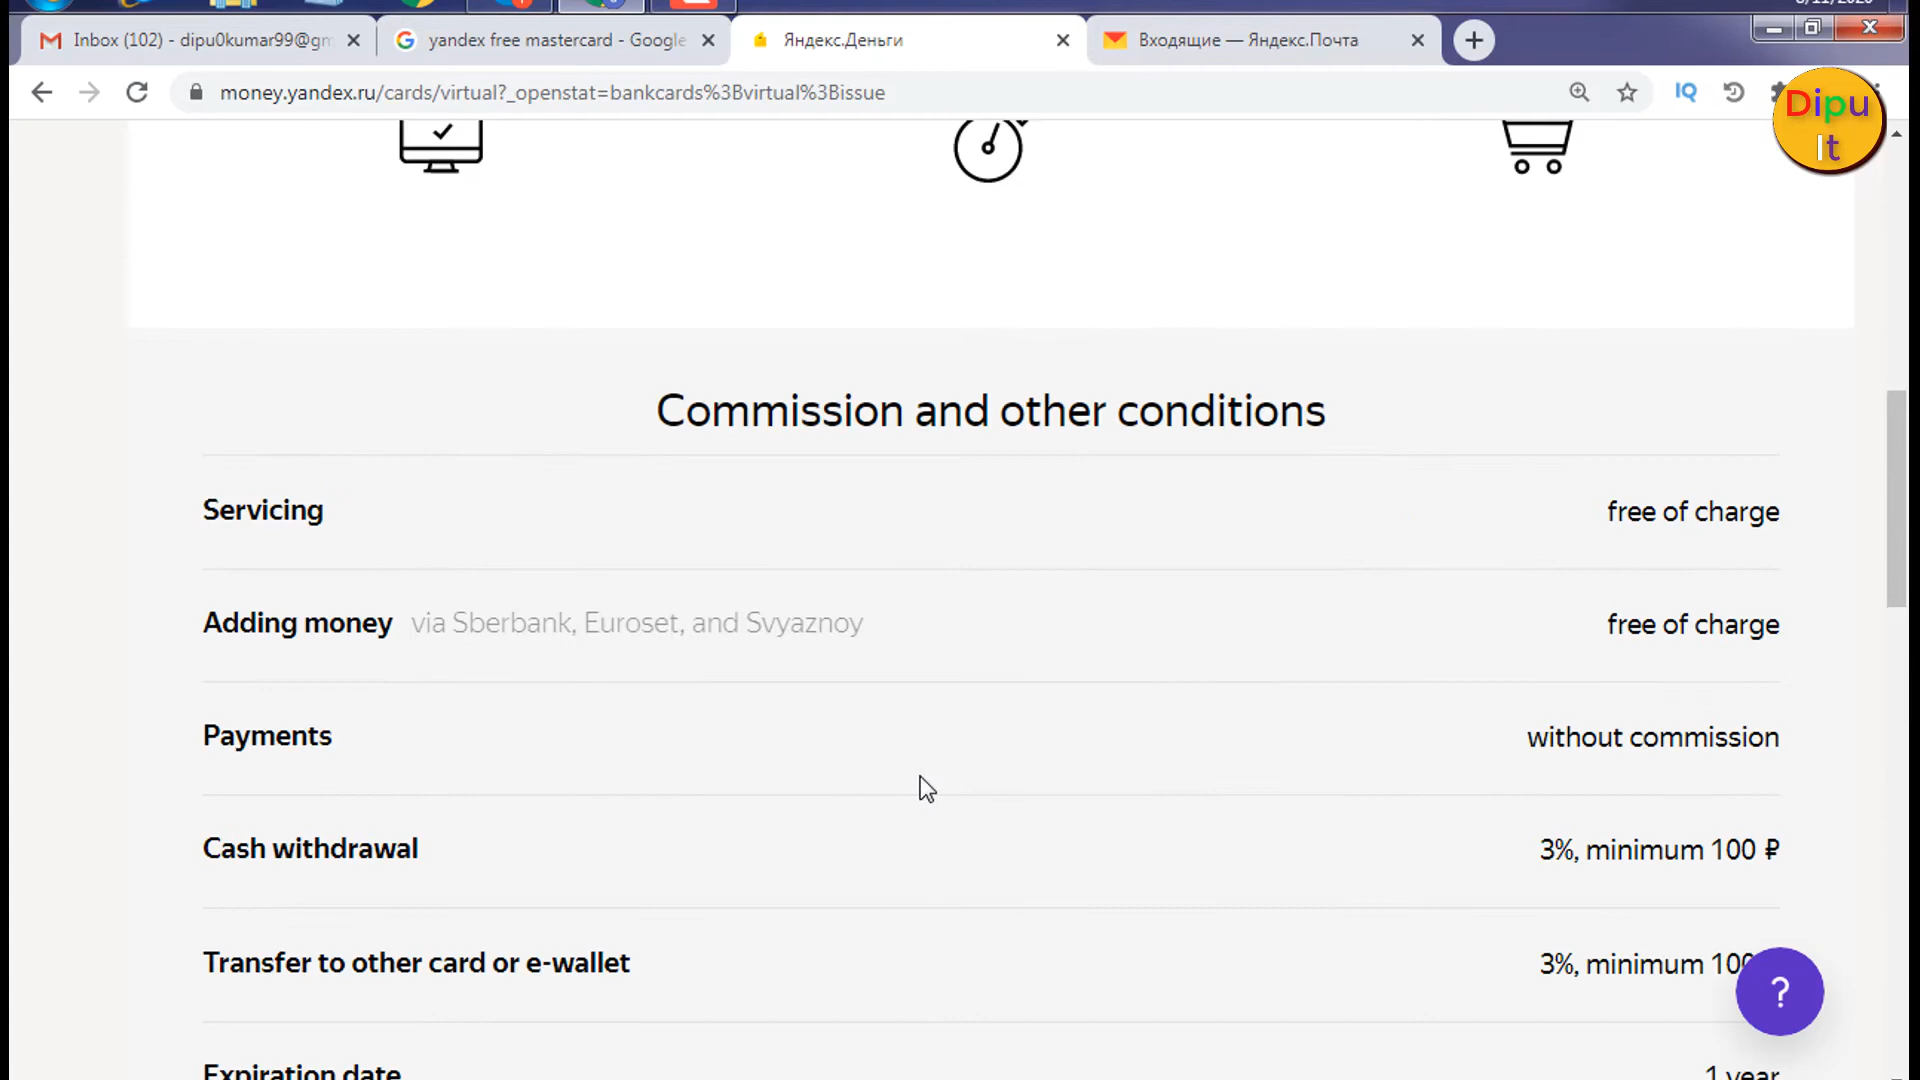 Inbox (102) - dipu0kumar99@gm
yandex free mastercard - Google
Яндекс.Деньги
Входящие — Яндекс.Почта
money.yandex.ru/cards/virtual?_openstat=bankcards%3Bvirtual%3Bissue
IQ
Dipu
It
Commission and other conditions
Servicing
free of charge
Adding money via Sberbank, Euroset, and Svyaznoy
free of charge
Payments
without commission
Cash withdrawal
3%, minimum 100 ₽
Transfer to other card or e-wallet
3%, minimum 100
?
Expiration date
1 year